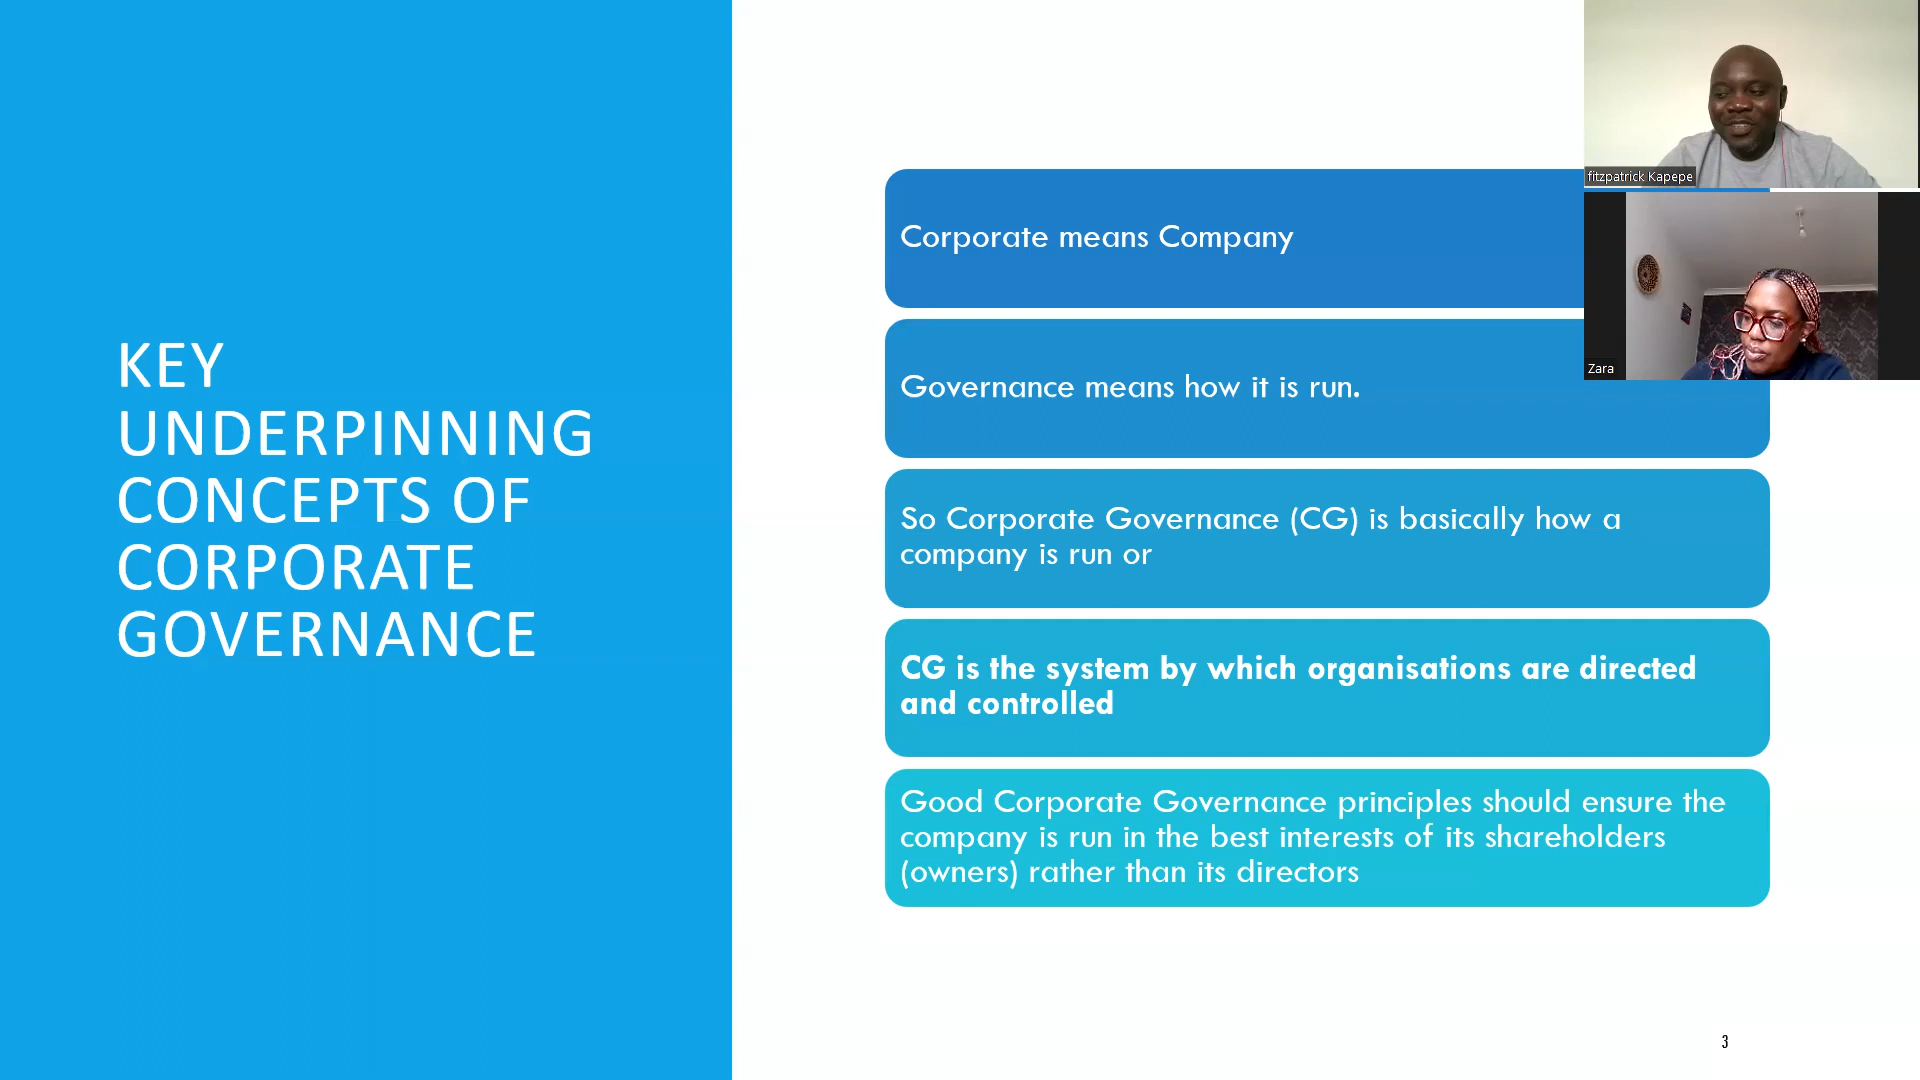 KEY
UNDERPINNING
CONCEPTS OF
CORPORATE
GOVERNANCE
Corporate means Company
Governance means how it is run.
So Corporate Governance (CG) is basically how a
company is run or
CG is the system by which organisations are directed
and controlled
Good Corporate Governance principles should ensure the
company is run in the best interests of its shareholders
(owners) rather than its directors
fitzpatrick Kapepe
Zara
3